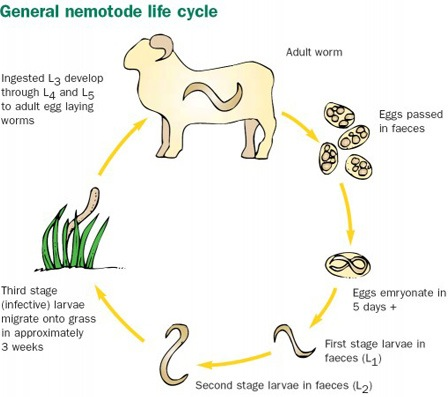 General nemotode life cycle
Adult worm
Eggs passed
in faeces
Eggs emryonate in
5 days +
First stage larvae in
faeces (L1)
Second stage larvae in faeces (L2)
Third stage
(infective) larvae
migrate onto grass
in approximately
3 weeks
Ingested L3 develop
through L4 and L5
to adult egg laying
worms